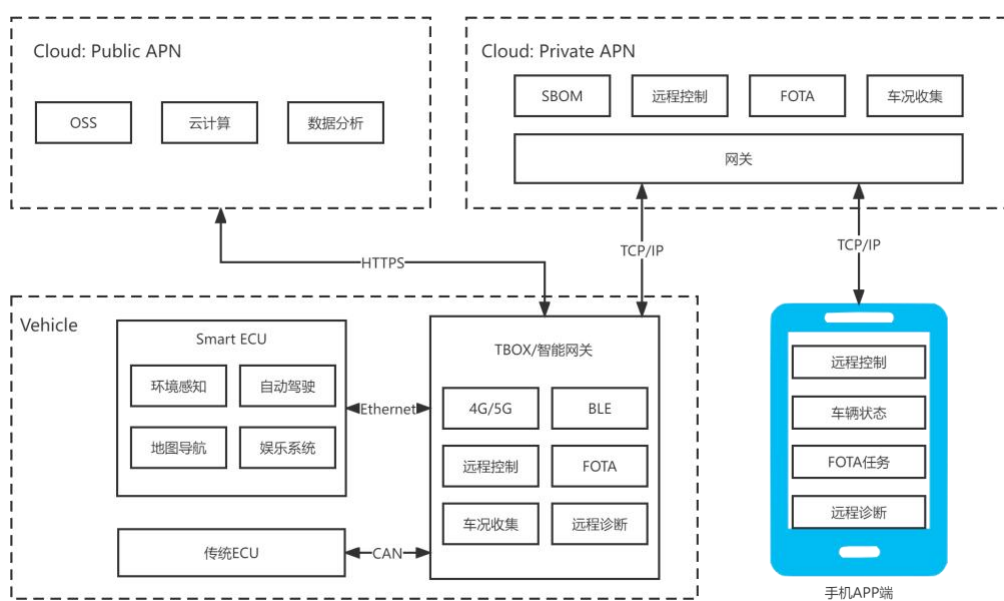 Cloud: Public APN
OSS
云计算
数据分析
Cloud: Private APN
SBOM
远程控制
FOTA
车况收集
网关
HTTPS
TCP/IP
TCP/IP
Vehicle
Smart ECU
环境感知
自动驾驶
地图导航
娱乐系统
Ethernet
传统ECU
CAN
TBOX/智能网关
4G/5G
BLE
远程控制
FOTA
车况收集
远程诊断
远程控制
车辆状态
FOTA任务
远程诊断
手机APP端